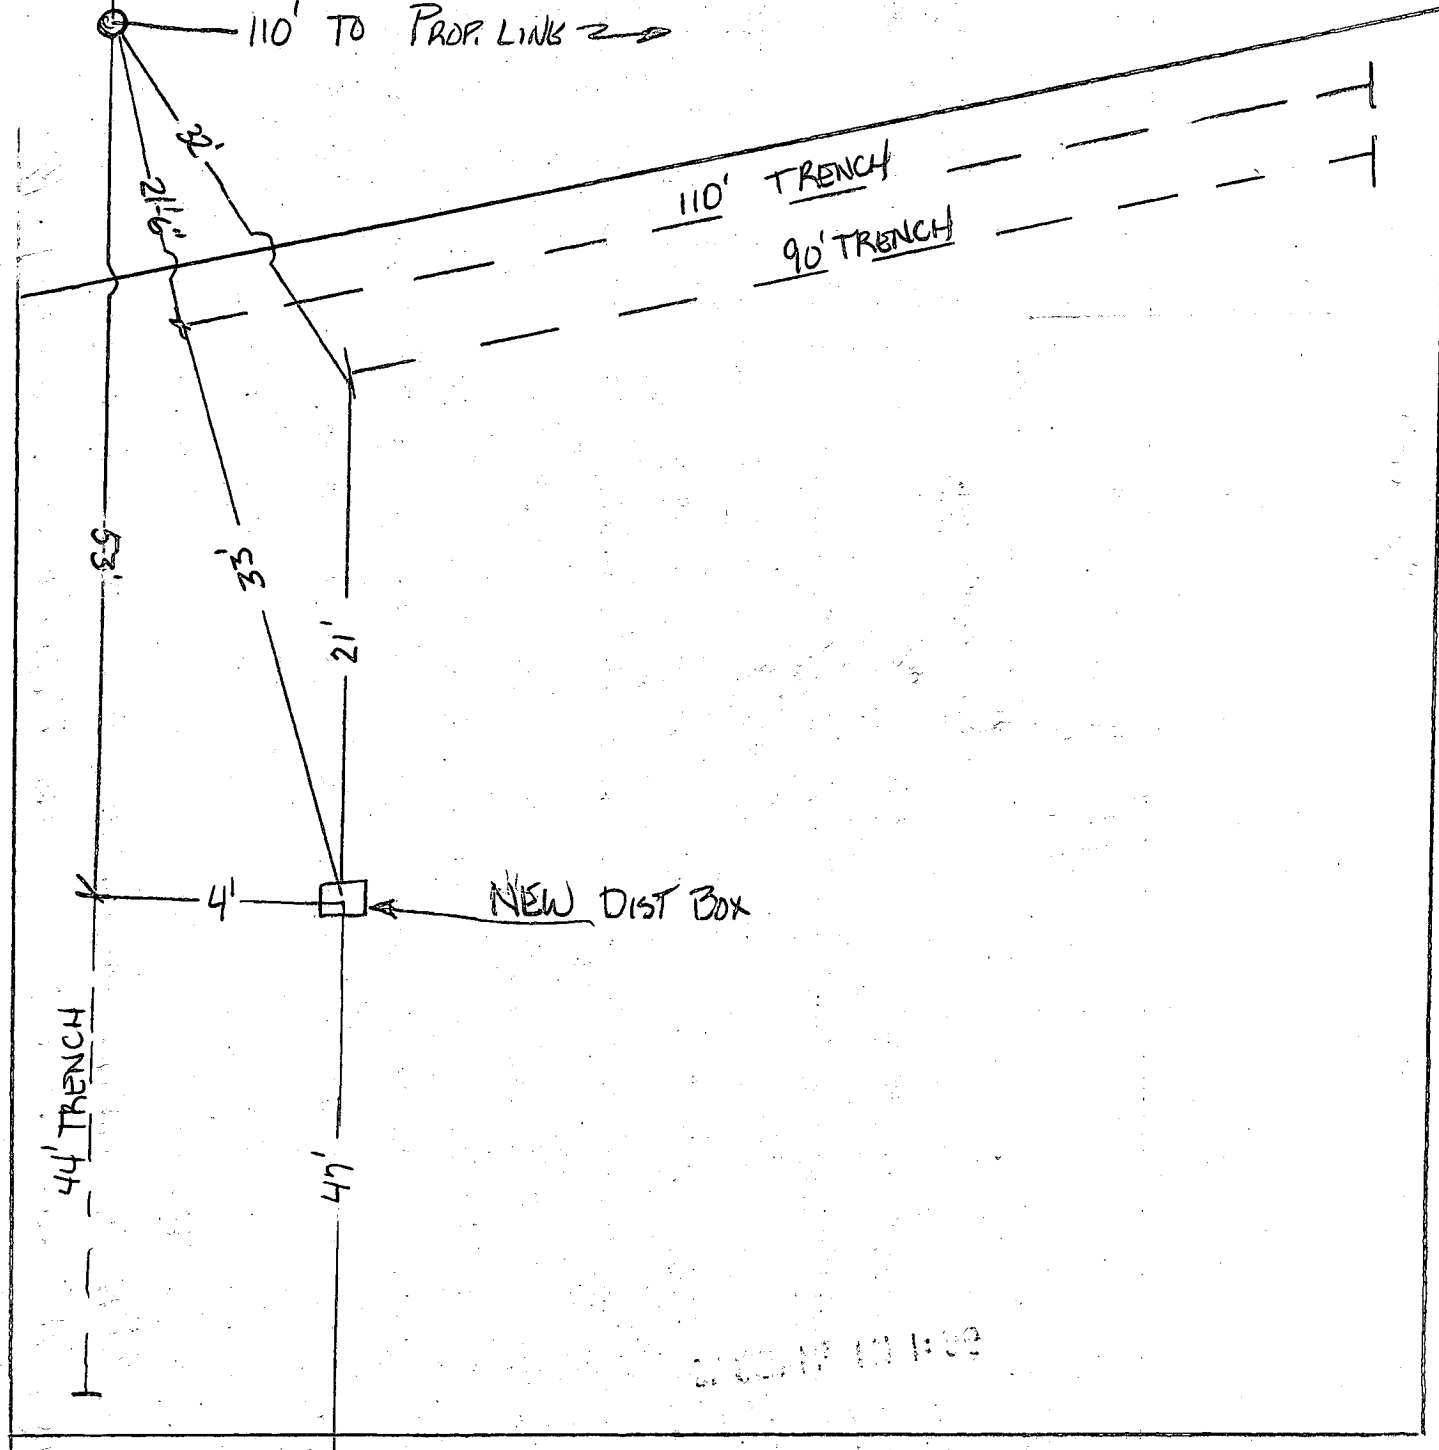 110' TO PROP. LINE
32'
21'-6"
110' TRENCH
90' TRENCH
53'
33'
21'
4'
NEW DIST BOX
44' TRENCH
47'